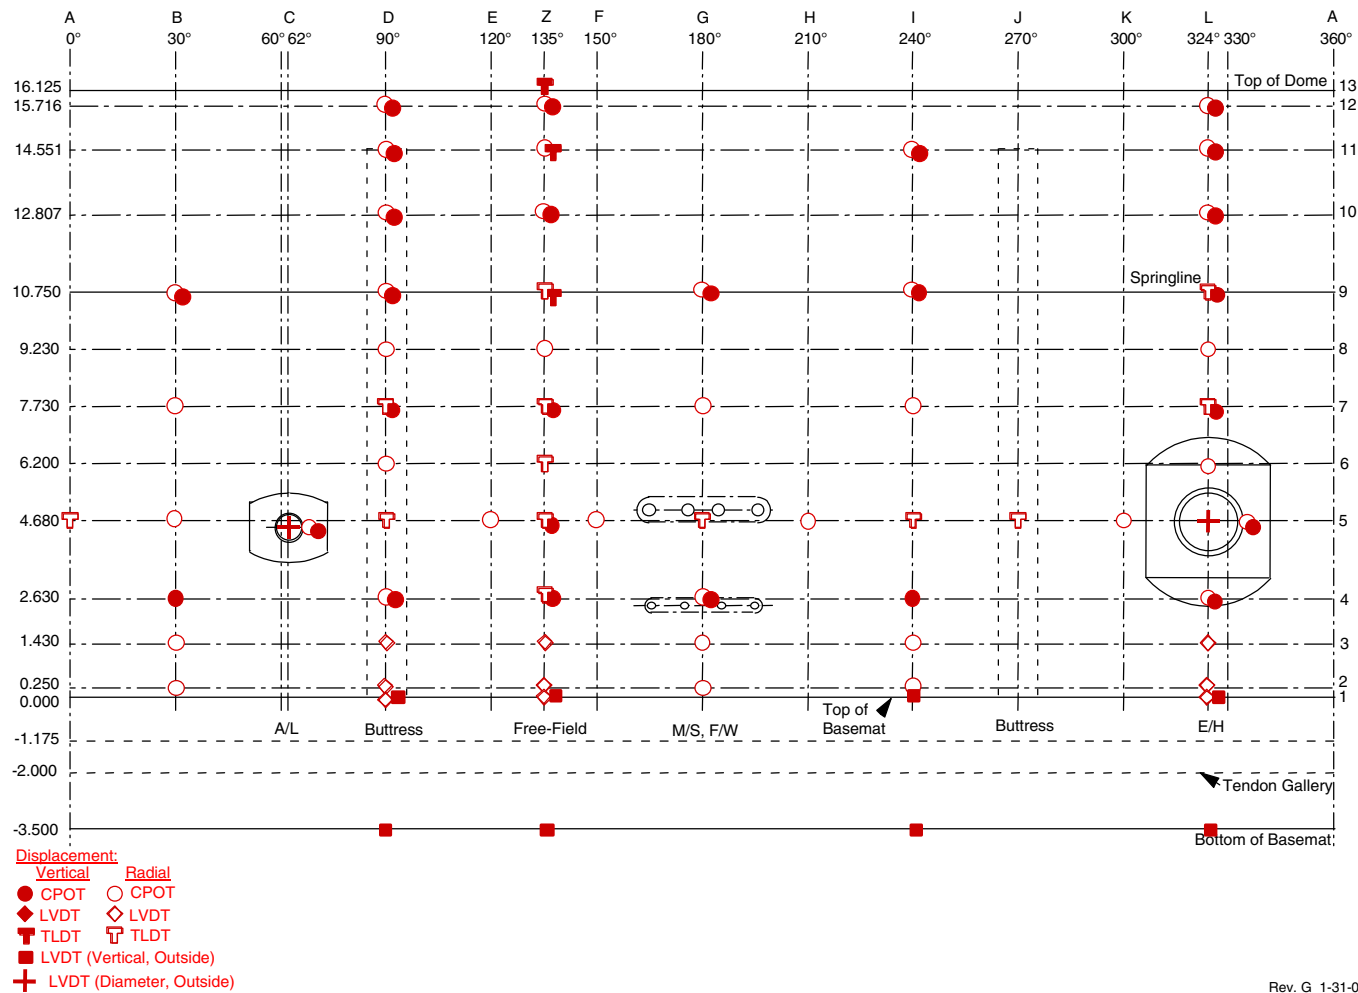 A B C D E Z F G H I J K L A
0° 30° 60° 62° 90° 120° 135° 150° 180° 210° 240° 270° 300° 324° 330° 360°
16.125 Top of Dome 13
15.716 12
14.551 11
12.807 10
Springline
10.750 9
9.230 8
7.730 7
6.200 6
4.680 5
2.630 4
1.430 3
0.250 2
0.000 1
Top of
Basemat
A/L Buttress Free-Field M/S, F/W Buttress E/H
-1.175
-2.000
Tendon Gallery
-3.500
Bottom of Basemat
Displacement:
Vertical Radial
CPOT CPOT
LVDT LVDT
TLDT TLDT
LVDT (Vertical, Outside)
LVDT (Diameter, Outside)
Rev. G 1-31-0